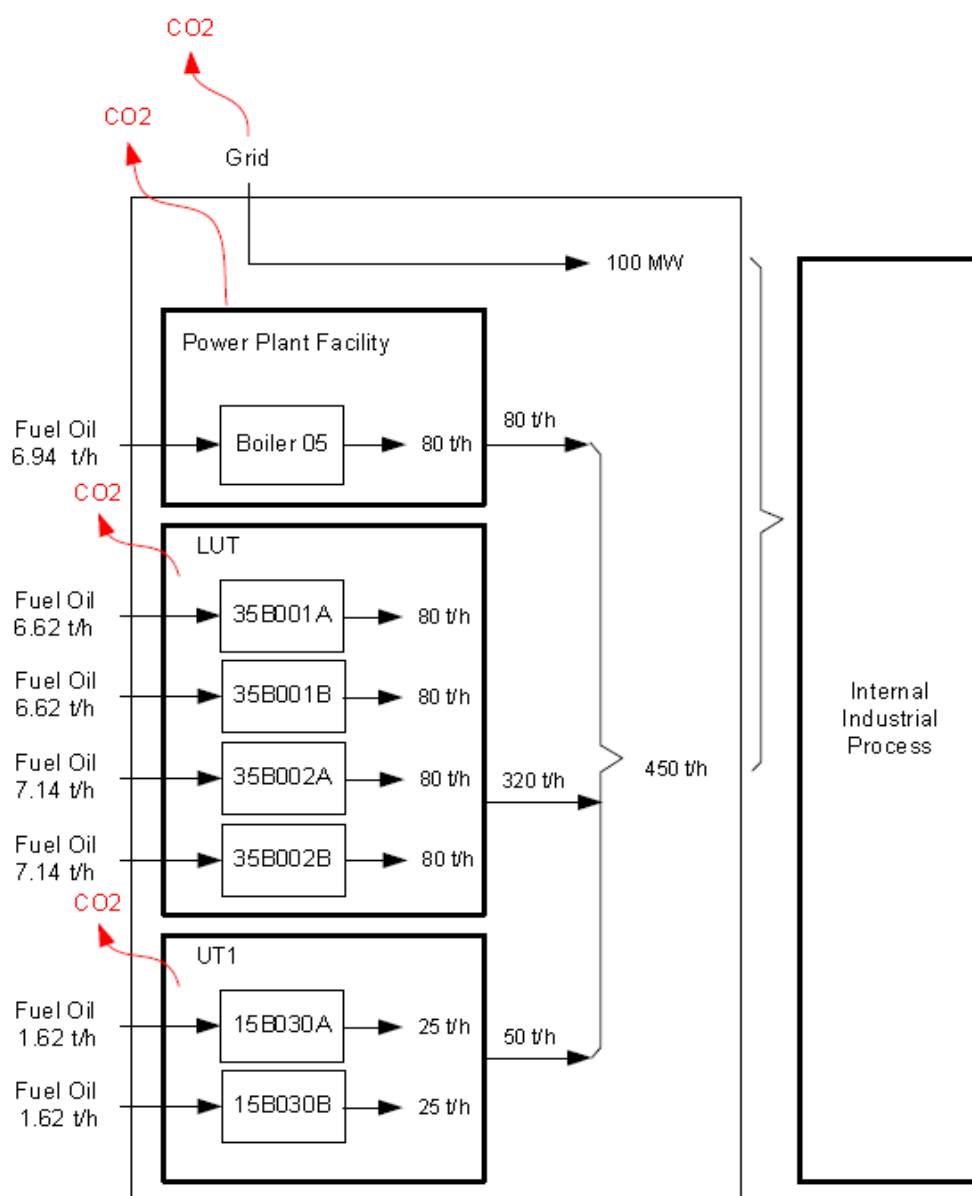 CO2
CO2
Grid
100 MW
Power Plant Facility
Fuel Oil
6.94 t/h
Boiler 05
80 t/h
80 t/h
CO2
LUT
Fuel Oil
6.62 t/h
35B001A
80 t/h
Fuel Oil
6.62 t/h
35B001B
80 t/h
Fuel Oil
7.14 t/h
35B002A
80 t/h
Fuel Oil
7.14 t/h
35B002B
80 t/h
320 t/h
450 t/h
Internal
Industrial
Process
CO2
UT1
Fuel Oil
1.62 t/h
15B030A
25 t/h
50 t/h
Fuel Oil
1.62 t/h
15B030B
25 t/h